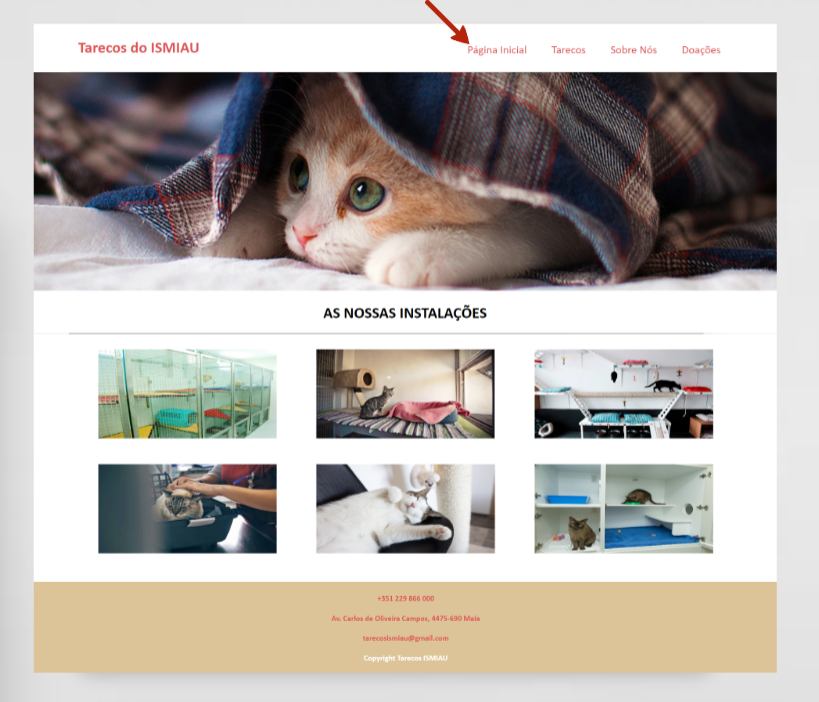 Tarecos do ISMIAU
Página Inicial Tarecos Sobre Nós Doações
AS NOSSAS INSTALAÇÕES
+351 229 866 000
Av. Carlos de Oliveira Campos, 4475-690 Maia
tarecosismiau@gmail.com
Copyright Tarecos ISMIAU